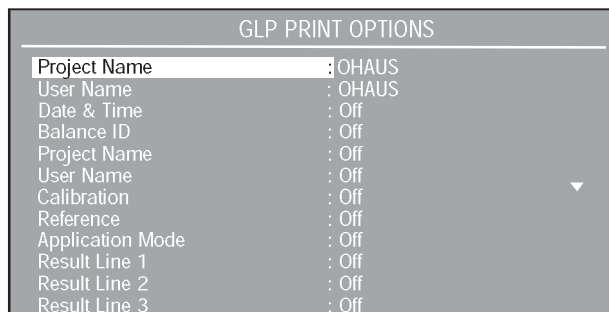 GLP PRINT OPTIONS
Project Name : OHAUS
User Name : OHAUS
Date & Time : Off
Balance ID : Off
Project Name : Off
User Name : Off
Calibration : Off
Reference : Off
Application Mode : Off
Result Line 1 : Off
Result Line 2 : Off
Result Line 3 : Off